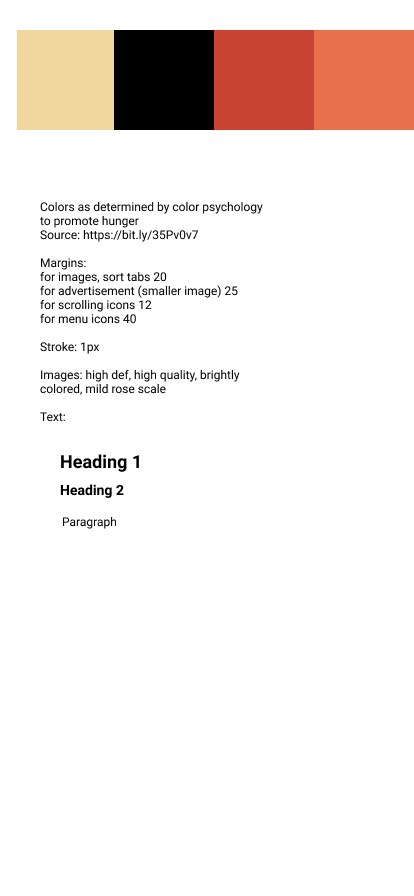 Colors as determined by color psychology
to promote hunger
Source: https://bit.ly/35Pv0v7
Margins:
for images, sort tabs 20
for advertisement (smaller image) 25
for scrolling icons 12
for menu icons 40
Stroke: 1px
Images: high def, high quality, brightly
colored, mild rose scale
Text:
Heading 1
Heading 2
Paragraph